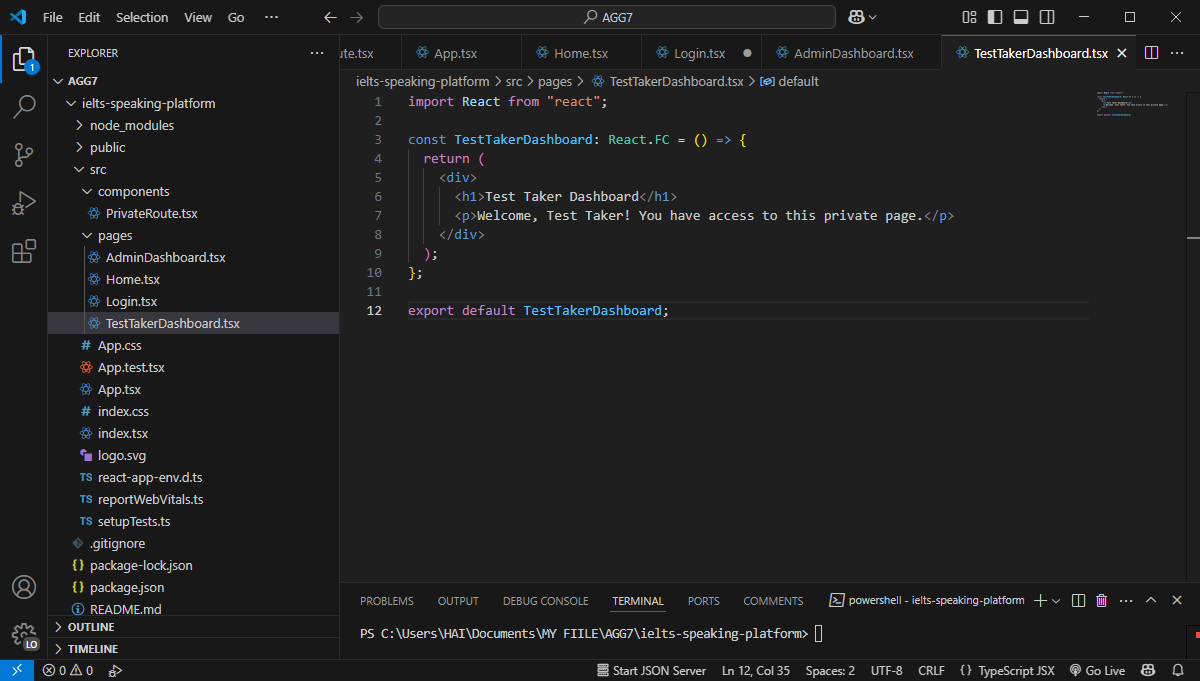 File Edit Selection View Go ··· AGG7
EXPLORER ···
AGG7
ielts-speaking-platform
node_modules
public
src
components
PrivateRoute.tsx
pages
AdminDashboard.tsx
Home.tsx
Login.tsx
TestTakerDashboard.tsx
# App.css
App.test.tsx
App.tsx
# index.css
index.tsx
logo.svg
TS react-app-env.d.ts
TS reportWebVitals.ts
TS setupTests.ts
.gitignore
{} package-lock.json
{} package.json
README.md
OUTLINE
TIMELINE
1
LO
ute.tsx App.tsx Home.tsx Login.tsx AdminDashboard.tsx TestTakerDashboard.tsx ···
ielts-speaking-platform > src > pages > TestTakerDashboard.tsx > default
1 import React from "react";
2
3 const TestTakerDashboard: React.FC = () => {
4 return (
5 <div>
6 <h1>Test Taker Dashboard</h1>
7 <p>Welcome, Test Taker! You have access to this private page.</p>
8 </div>
9 );
10 };
11
12 export default TestTakerDashboard;
PROBLEMS OUTPUT DEBUG CONSOLE TERMINAL PORTS COMMENTS powershell - ielts-speaking-platform ···
PS C:\Users\HAI\Documents\MY FIILE\AGG7\ielts-speaking-platform>
0 0 Start JSON Server Ln 12, Col 35 Spaces: 2 UTF-8 CRLF {} TypeScript JSX Go Live